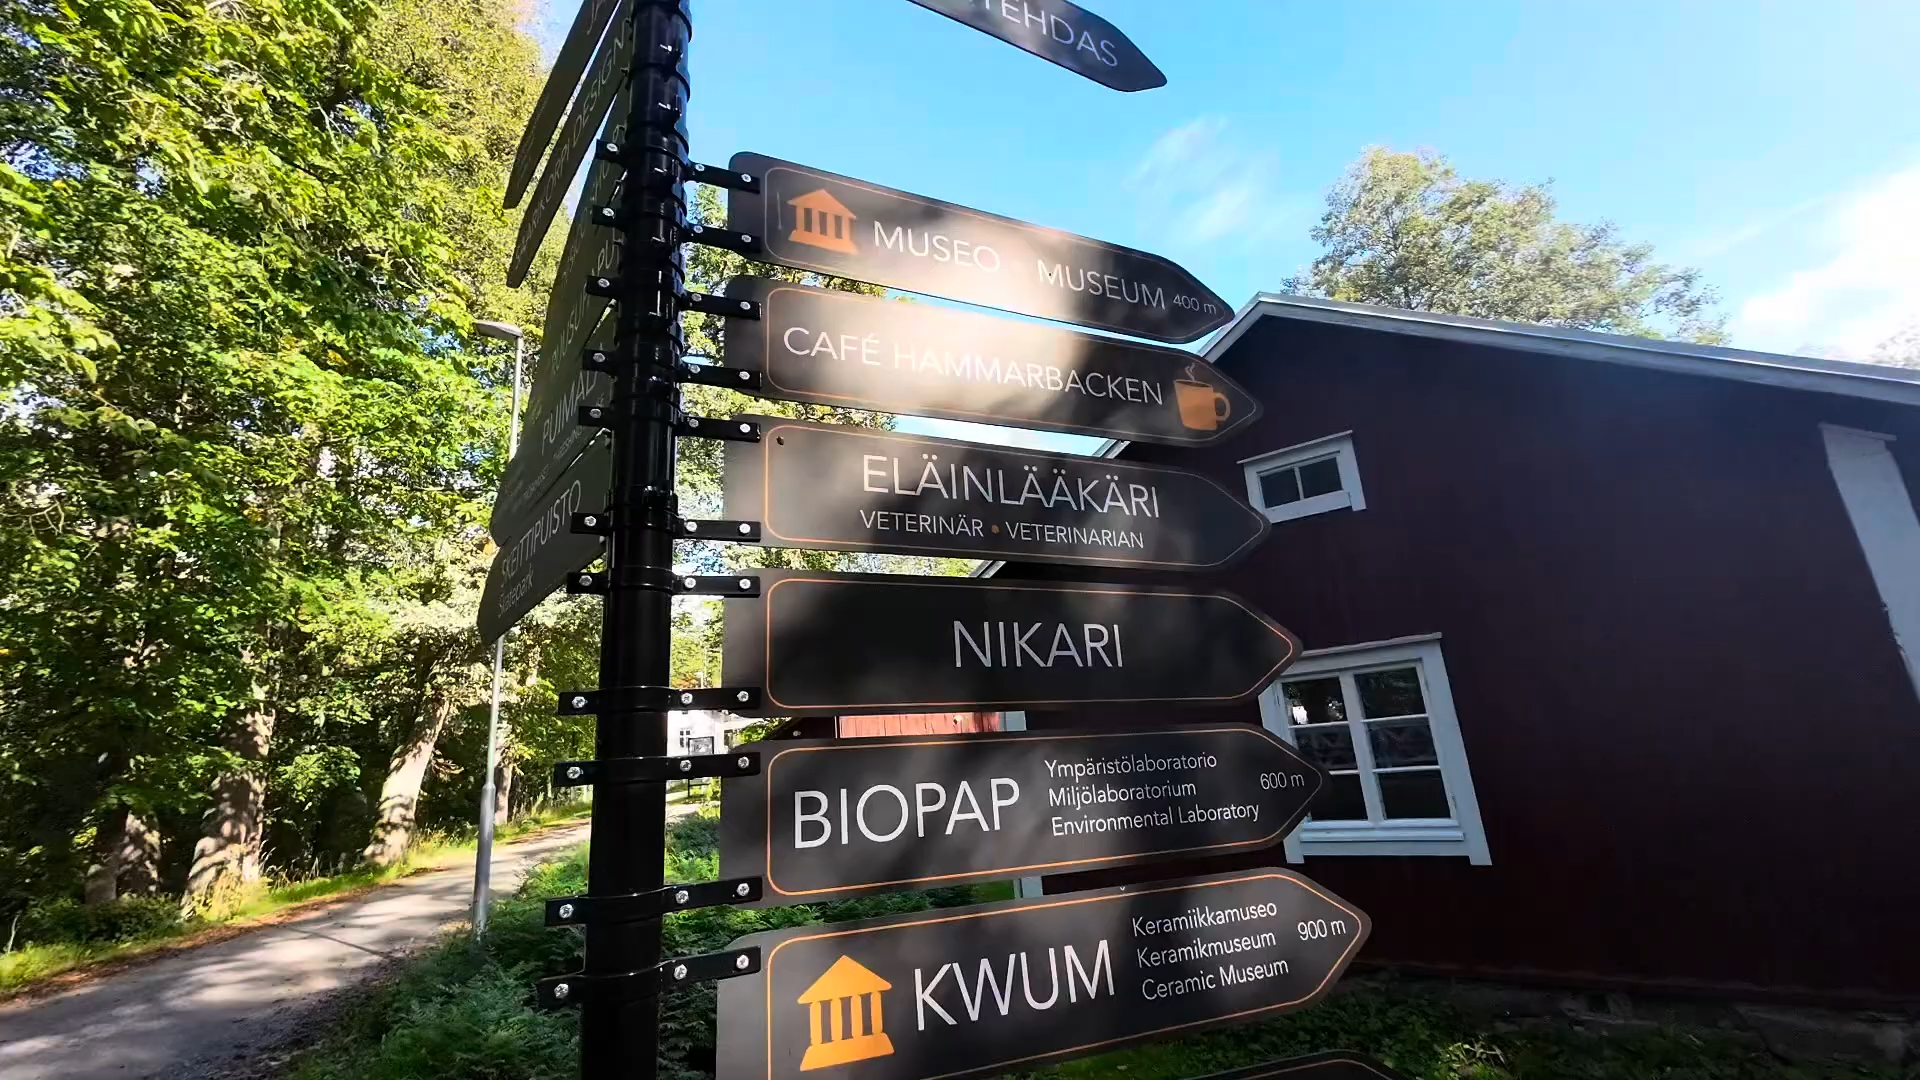 TEHDAS
MUSEO • MUSEUM 400 m
CAFÉ HAMMARBACKEN
ELÄINLÄÄKÄRI
VETERINÄR • VETERINARIAN
NIKARI
BIOPAP
Ympäristölaboratorio
Miljölaboratorium
Environmental Laboratory
600 m
KWUM
Keramiikkamuseo
Keramikmuseum
Ceramic Museum
900 m
DESIGN
SKEITTIPUISTO
Skatepark